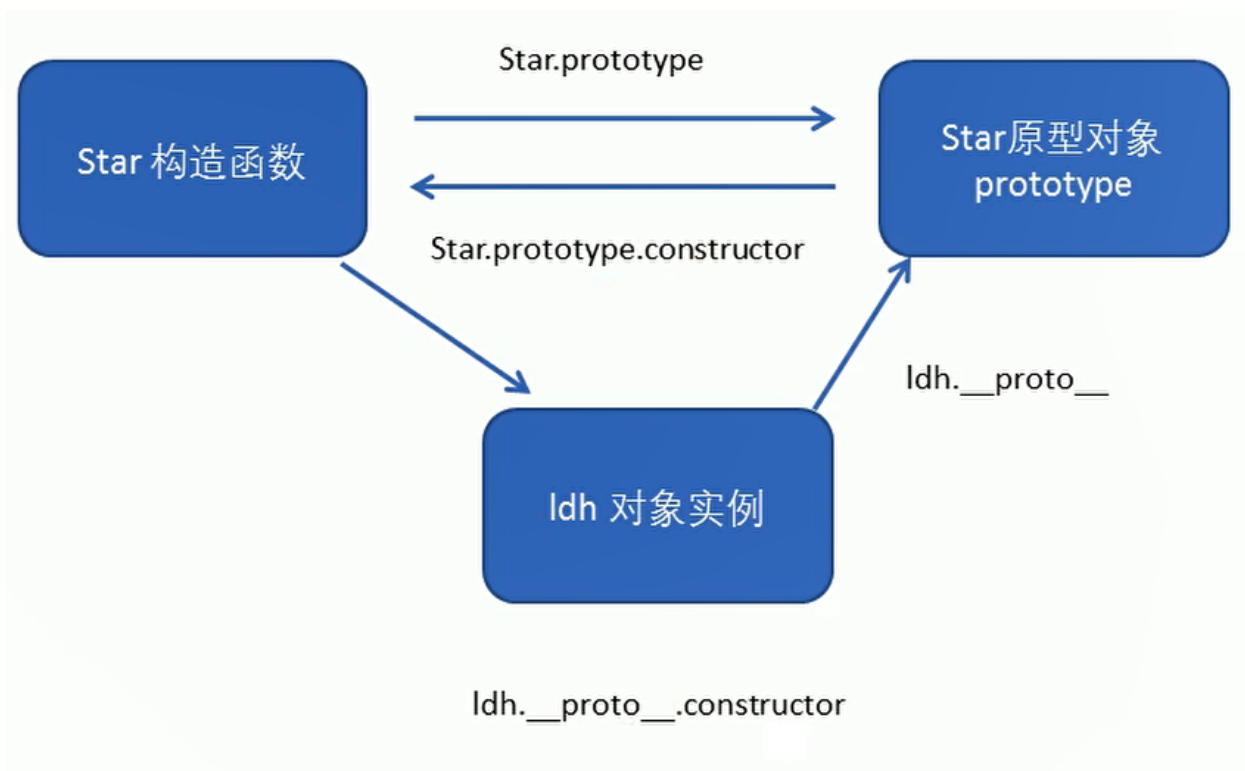 Star.prototype
Star 构造函数
Star原型对象
prototype
Star.prototype.constructor
ldh.__proto__
ldh 对象实例
ldh.__proto__.constructor